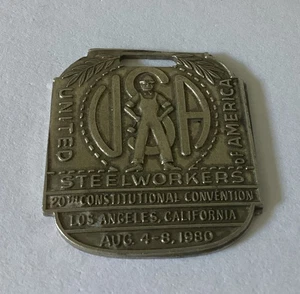 USA
UNITED
STEELWORKERS
of AMERICA
20TH CONSTITUTIONAL CONVENTION
LOS ANGELES, CALIFORNIA
AUG. 4-8, 1980